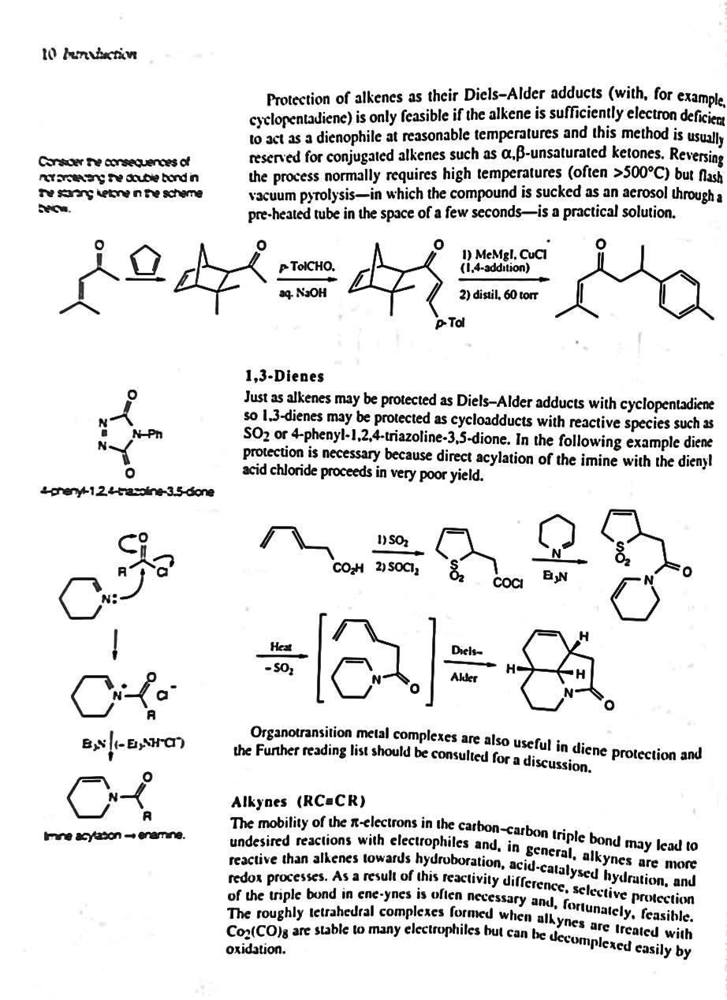 10 Introduction
Protection of alkenes as their Diels–Alder adducts (with, for example,
cyclopentadiene) is only feasible if the alkene is sufficiently electron deficient
to act as a dienophile at reasonable temperatures and this method is usually
reserved for conjugated alkenes such as α,β-unsaturated ketones. Reversing
the process normally requires high temperatures (often >500°C) but flash
vacuum pyrolysis—in which the compound is sucked as an aerosol through a
pre-heated tube in the space of a few seconds—is a practical solution.
Consider the consequences of
not protecting the double bond in
the starting ketone in the scheme
below.
O
O
p-TolCHO,
aq. NaOH
O
p-Tol
1) MeMgI, CuCl
(1,4-addition)
2) distil, 60 torr
O
1,3-Dienes
Just as alkenes may be protected as Diels–Alder adducts with cyclopentadiene
so 1,3-dienes may be protected as cycloadducts with reactive species such as
SO₂ or 4-phenyl-1,2,4-triazoline-3,5-dione. In the following example diene
protection is necessary because direct acylation of the imine with the dienyl
acid chloride proceeds in very poor yield.
O
N
N–Ph
N
O
4-phenyl-1,2,4-triazoline-3,5-dione
CO₂H
1) SO₂
2) SOCl₂
S
O₂
COCl
N
Et₃N
S
O₂
N
O
Heat
– SO₂
N
O
Diels–
Alder
H
H
H
N
O
O
R
Cl
N:
N⁺
O
Cl⁻
R
Et₃N (– Et₃NH⁺Cl⁻)
N
O
R
Imine acylation → enamine.
Organotransition metal complexes are also useful in diene protection and
the Further reading list should be consulted for a discussion.
Alkynes (RC≡CR)
The mobility of the π-electrons in the carbon–carbon triple bond may lead to
undesired reactions with electrophiles and, in general, alkynes are more
reactive than alkenes towards hydroboration, acid-catalysed hydration, and
redox processes. As a result of this reactivity difference, selective protection
of the triple bond in ene-ynes is often necessary and, fortunately, feasible.
The roughly tetrahedral complexes formed when alkynes are treated with
Co₂(CO)₈ are stable to many electrophiles but can be decomplexed easily by
oxidation.